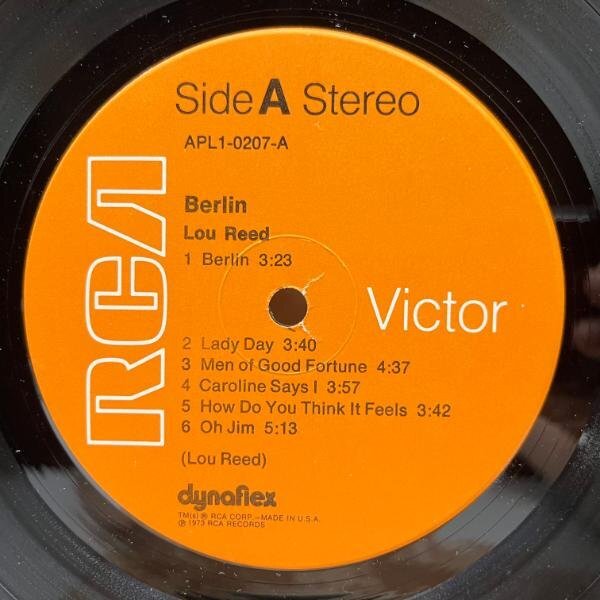 Side A Stereo
APL1-0207-A
RCA
Berlin
Lou Reed
1 Berlin 3:23
Victor
2 Lady Day 3:40
3 Men of Good Fortune 4:37
4 Caroline Says I 3:57
5 How Do You Think It Feels 3:42
6 Oh Jim 5:13
(Lou Reed)
dynaflex
TM(s) ® RCA CORP.-MADE IN U.S.A.
℗ 1973 RCA RECORDS